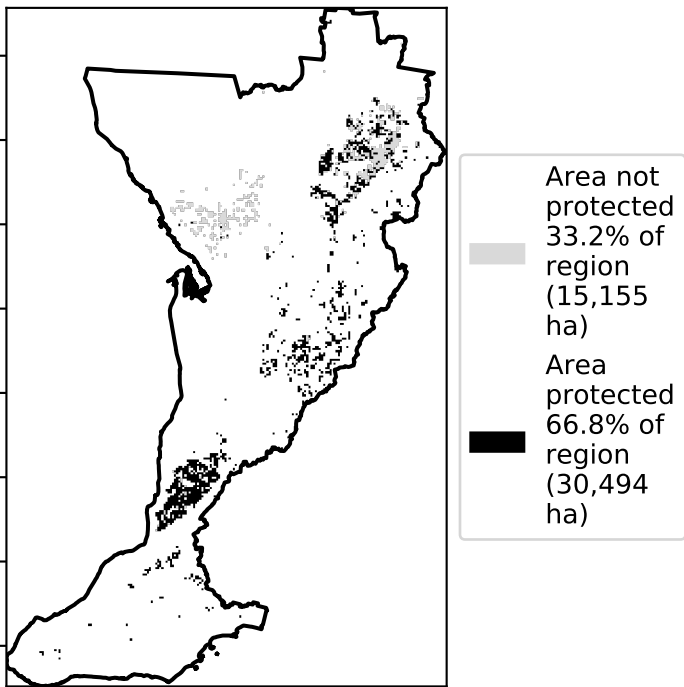 Area not
protected
33.2% of
region
(15,155
ha)
Area
protected
66.8% of
region
(30,494
ha)